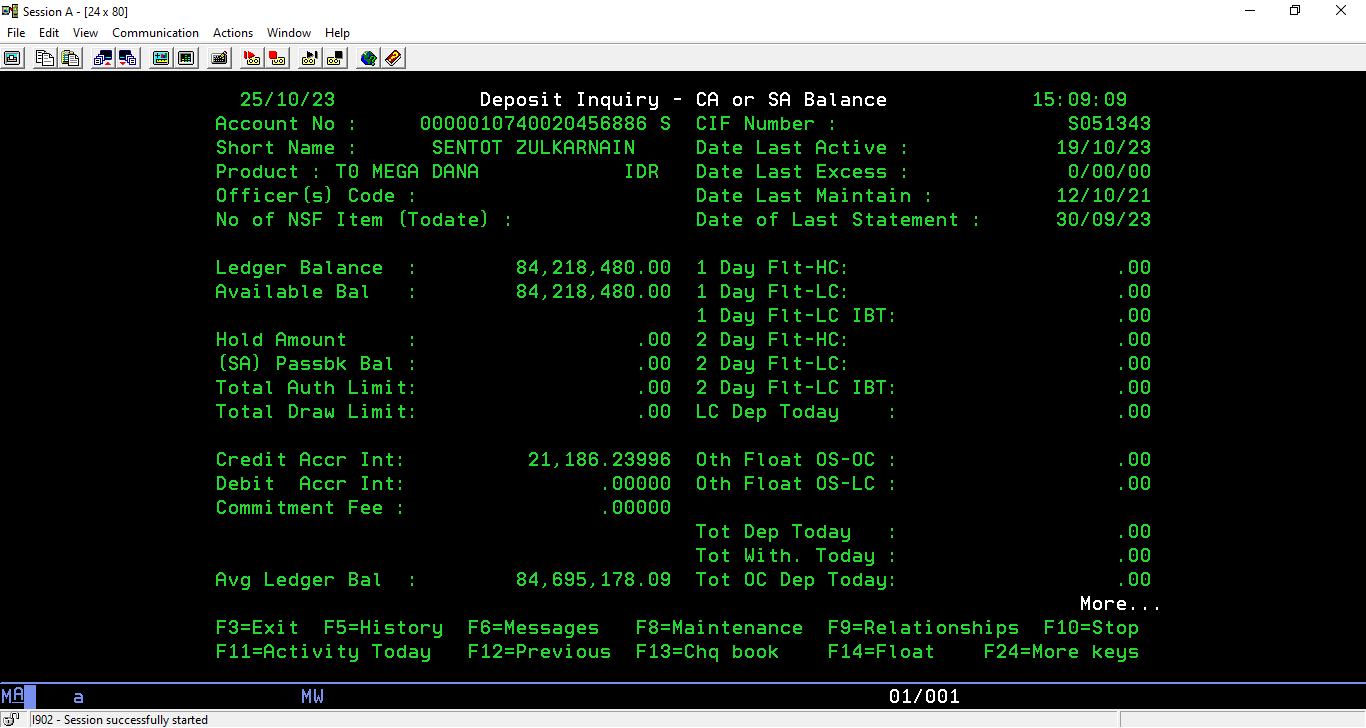 Session A - [24 x 80]
File Edit View Communication Actions Window Help
25/10/23 Deposit Inquiry - CA or SA Balance 15:09:09
Account No : 0000010740020456886 S CIF Number : S051343
Short Name : SENTOT ZULKARNAIN Date Last Active : 19/10/23
Product : T0 MEGA DANA IDR Date Last Excess : 0/00/00
Officer(s) Code : Date Last Maintain : 12/10/21
No of NSF Item (Todate) : Date of Last Statement : 30/09/23
Ledger Balance : 84,218,480.00 1 Day Flt-HC: .00
Available Bal : 84,218,480.00 1 Day Flt-LC: .00
1 Day Flt-LC IBT: .00
Hold Amount : .00 2 Day Flt-HC: .00
(SA) Passbk Bal : .00 2 Day Flt-LC: .00
Total Auth Limit: .00 2 Day Flt-LC IBT: .00
Total Draw Limit: .00 LC Dep Today : .00
Credit Accr Int: 21,186.23996 Oth Float OS-OC : .00
Debit Accr Int: .00000 Oth Float OS-LC : .00
Commitment Fee : .00000
Tot Dep Today : .00
Tot With. Today : .00
Avg Ledger Bal : 84,695,178.09 Tot OC Dep Today: .00
More...
F3=Exit F5=History F6=Messages F8=Maintenance F9=Relationships F10=Stop
F11=Activity Today F12=Previous F13=Chq book F14=Float F24=More keys
MA a MW 01/001
I902 - Session successfully started